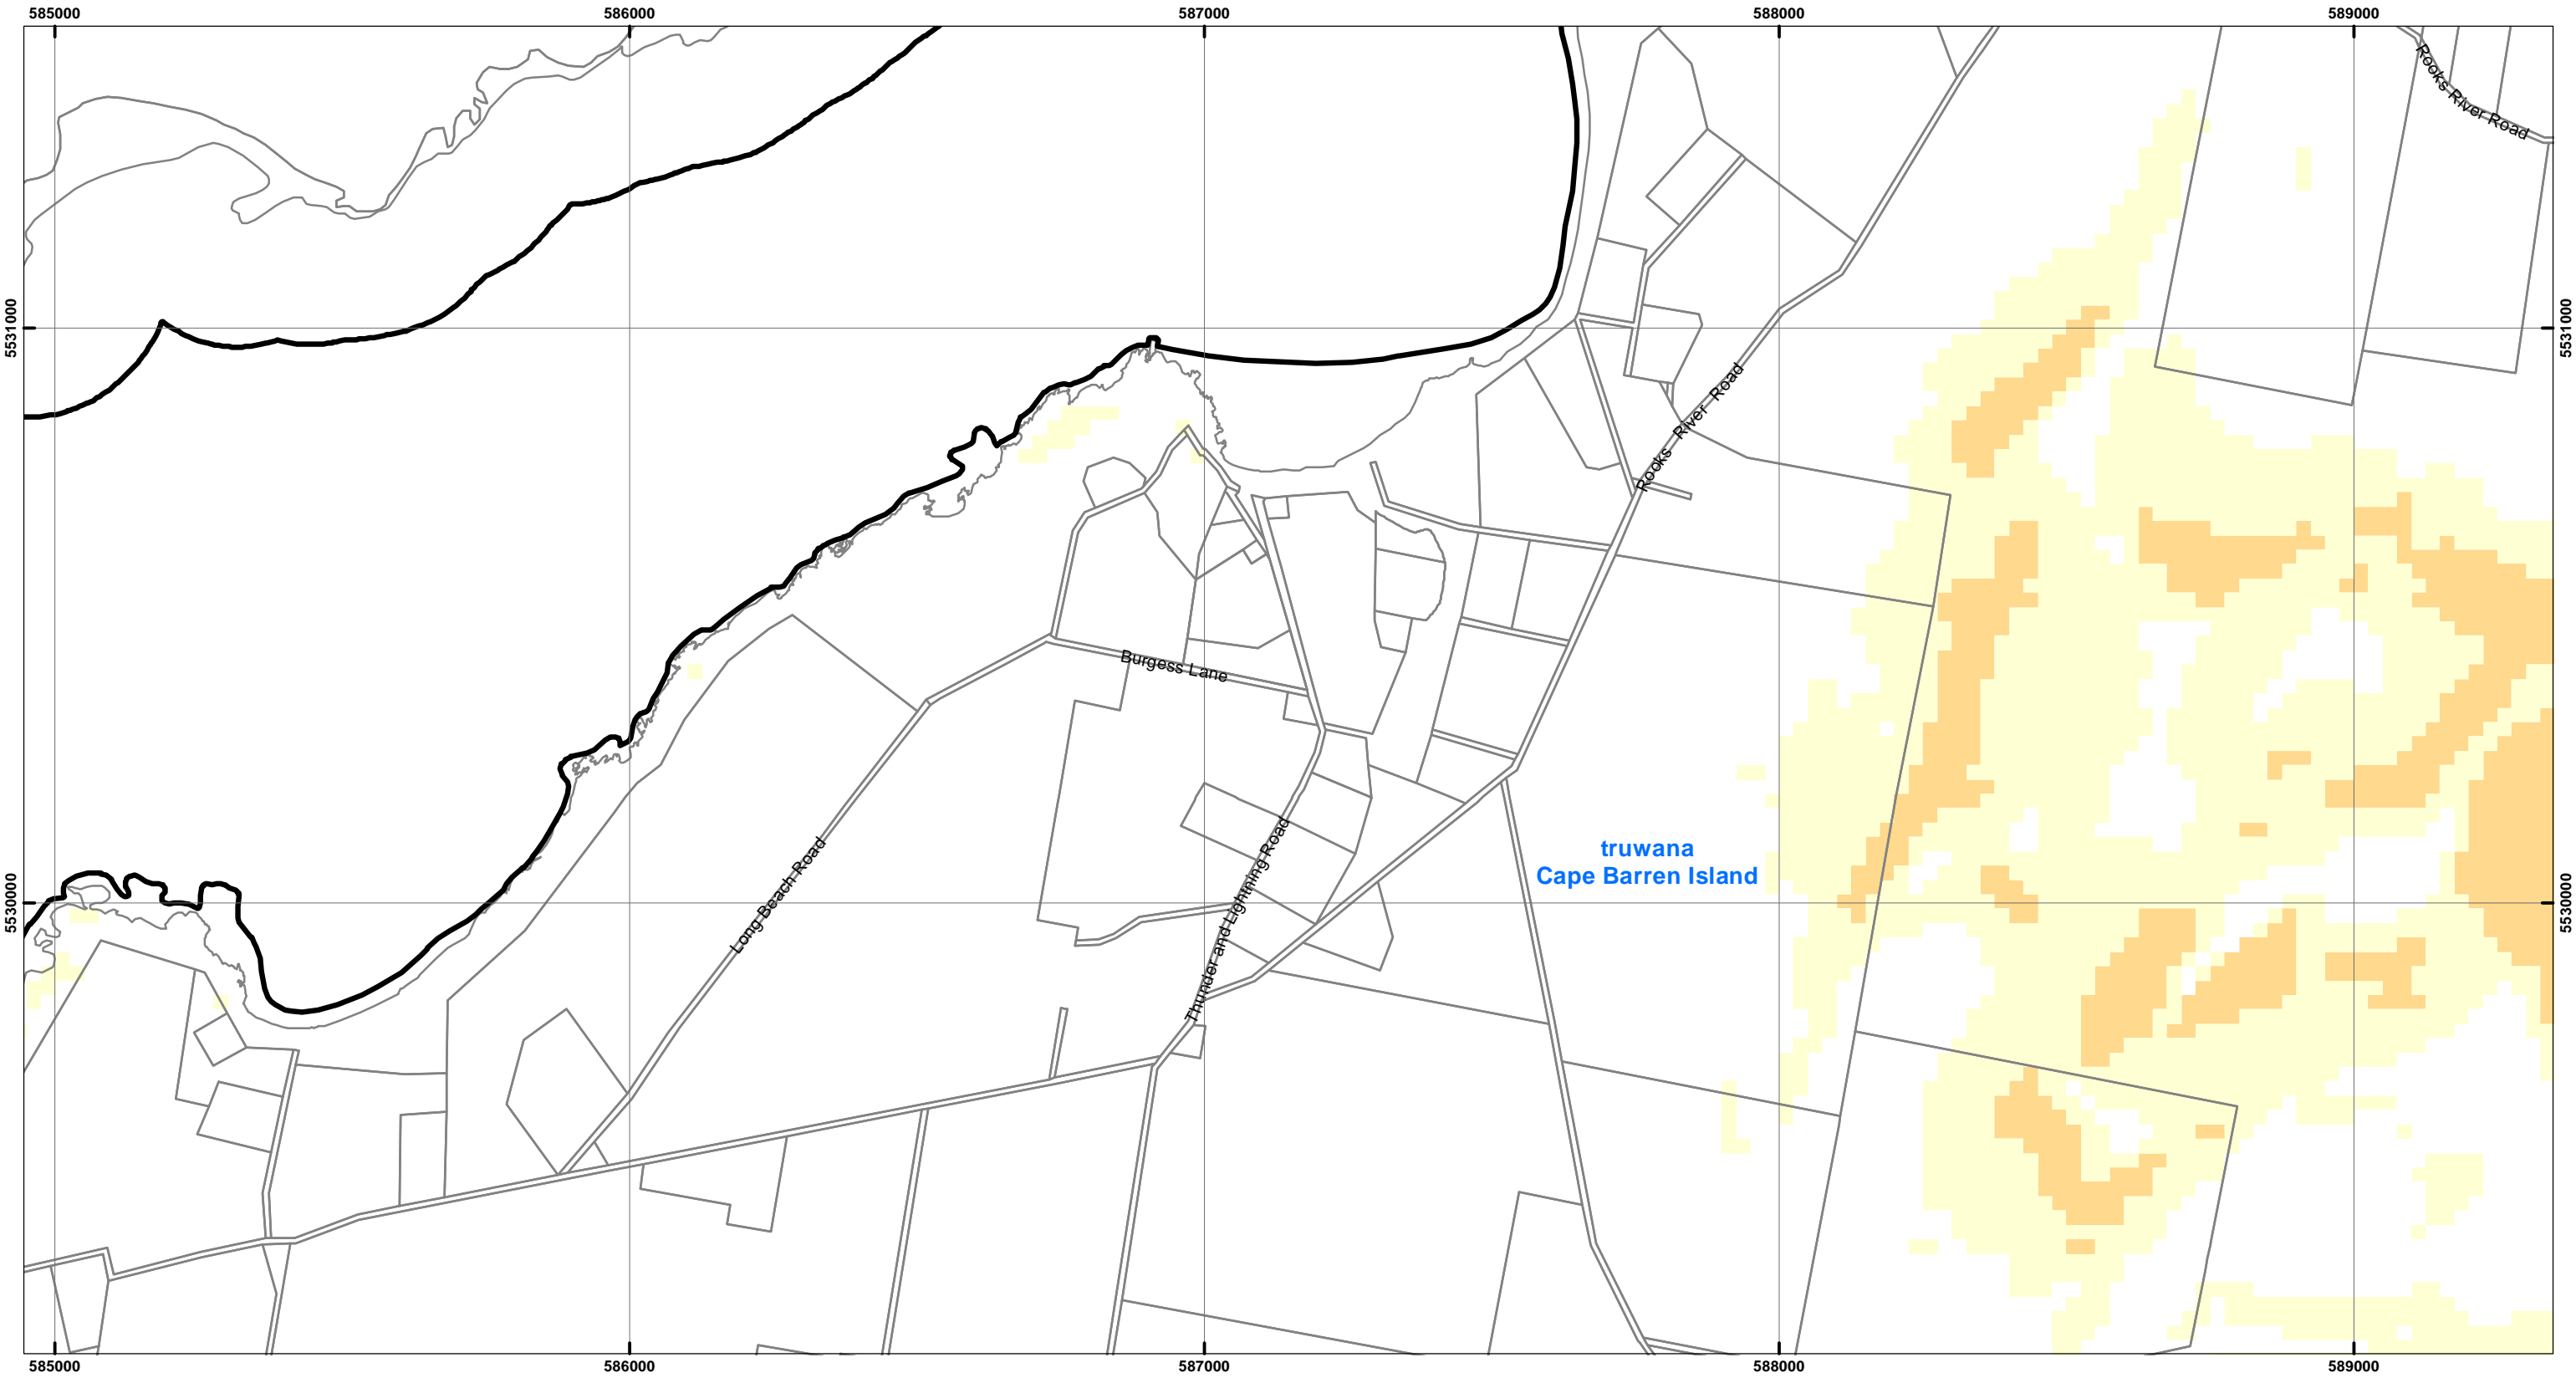 585000
586000
587000
588000
589000
Rooks River Road
5531000
5531000
Rooks River Road
Burgess Lane
Long Beach Road
Thunder and Lightning Road
truwana
Cape Barren Island
5530000
5530000
585000
586000
587000
588000
589000